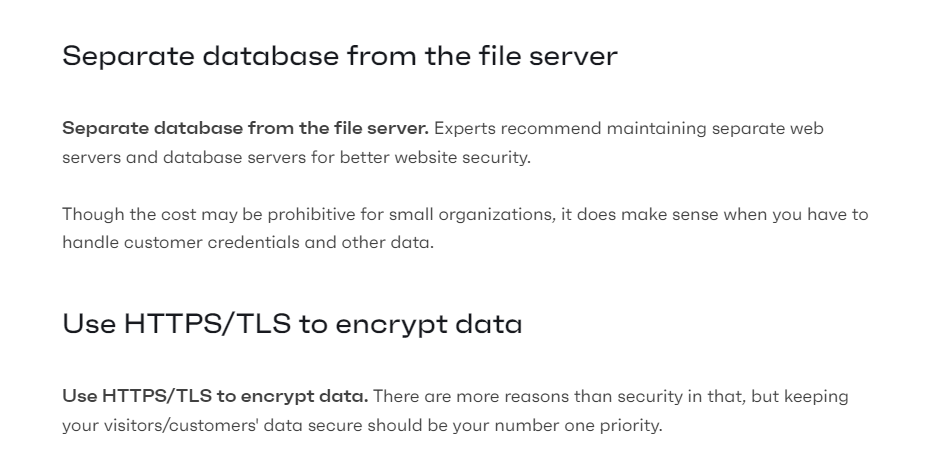 Separate database from the file server
Separate database from the file server. Experts recommend maintaining separate web
servers and database servers for better website security.
Though the cost may be prohibitive for small organizations, it does make sense when you have to
handle customer credentials and other data.
Use HTTPS/TLS to encrypt data
Use HTTPS/TLS to encrypt data. There are more reasons than security in that, but keeping
your visitors/customers' data secure should be your number one priority.